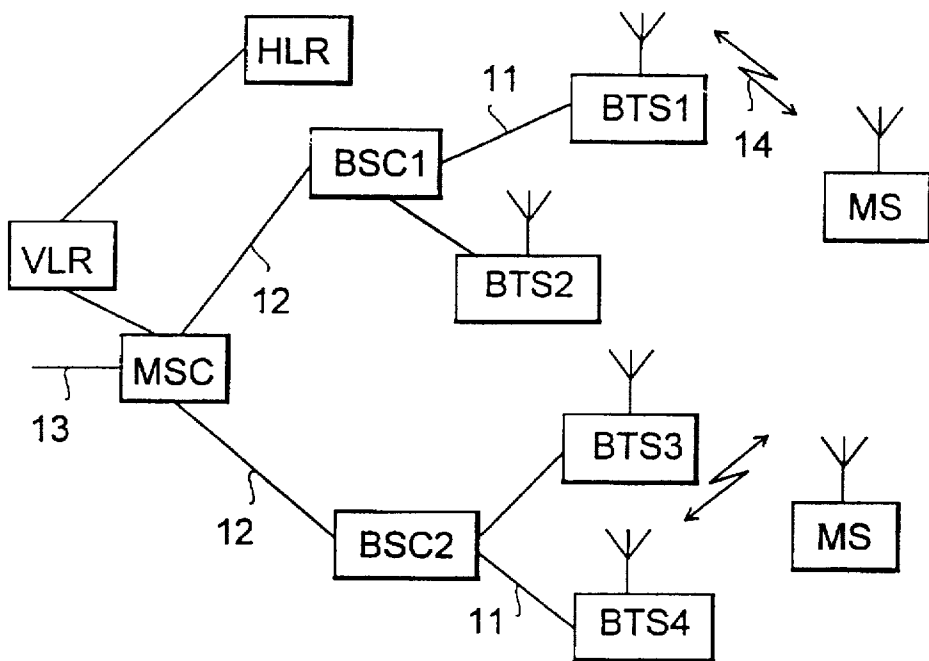 HLR
11
BTS1
14
BSC1
MS
VLR
12
BTS2
MSC
13
BTS3
12
BSC2
MS
11
BTS4